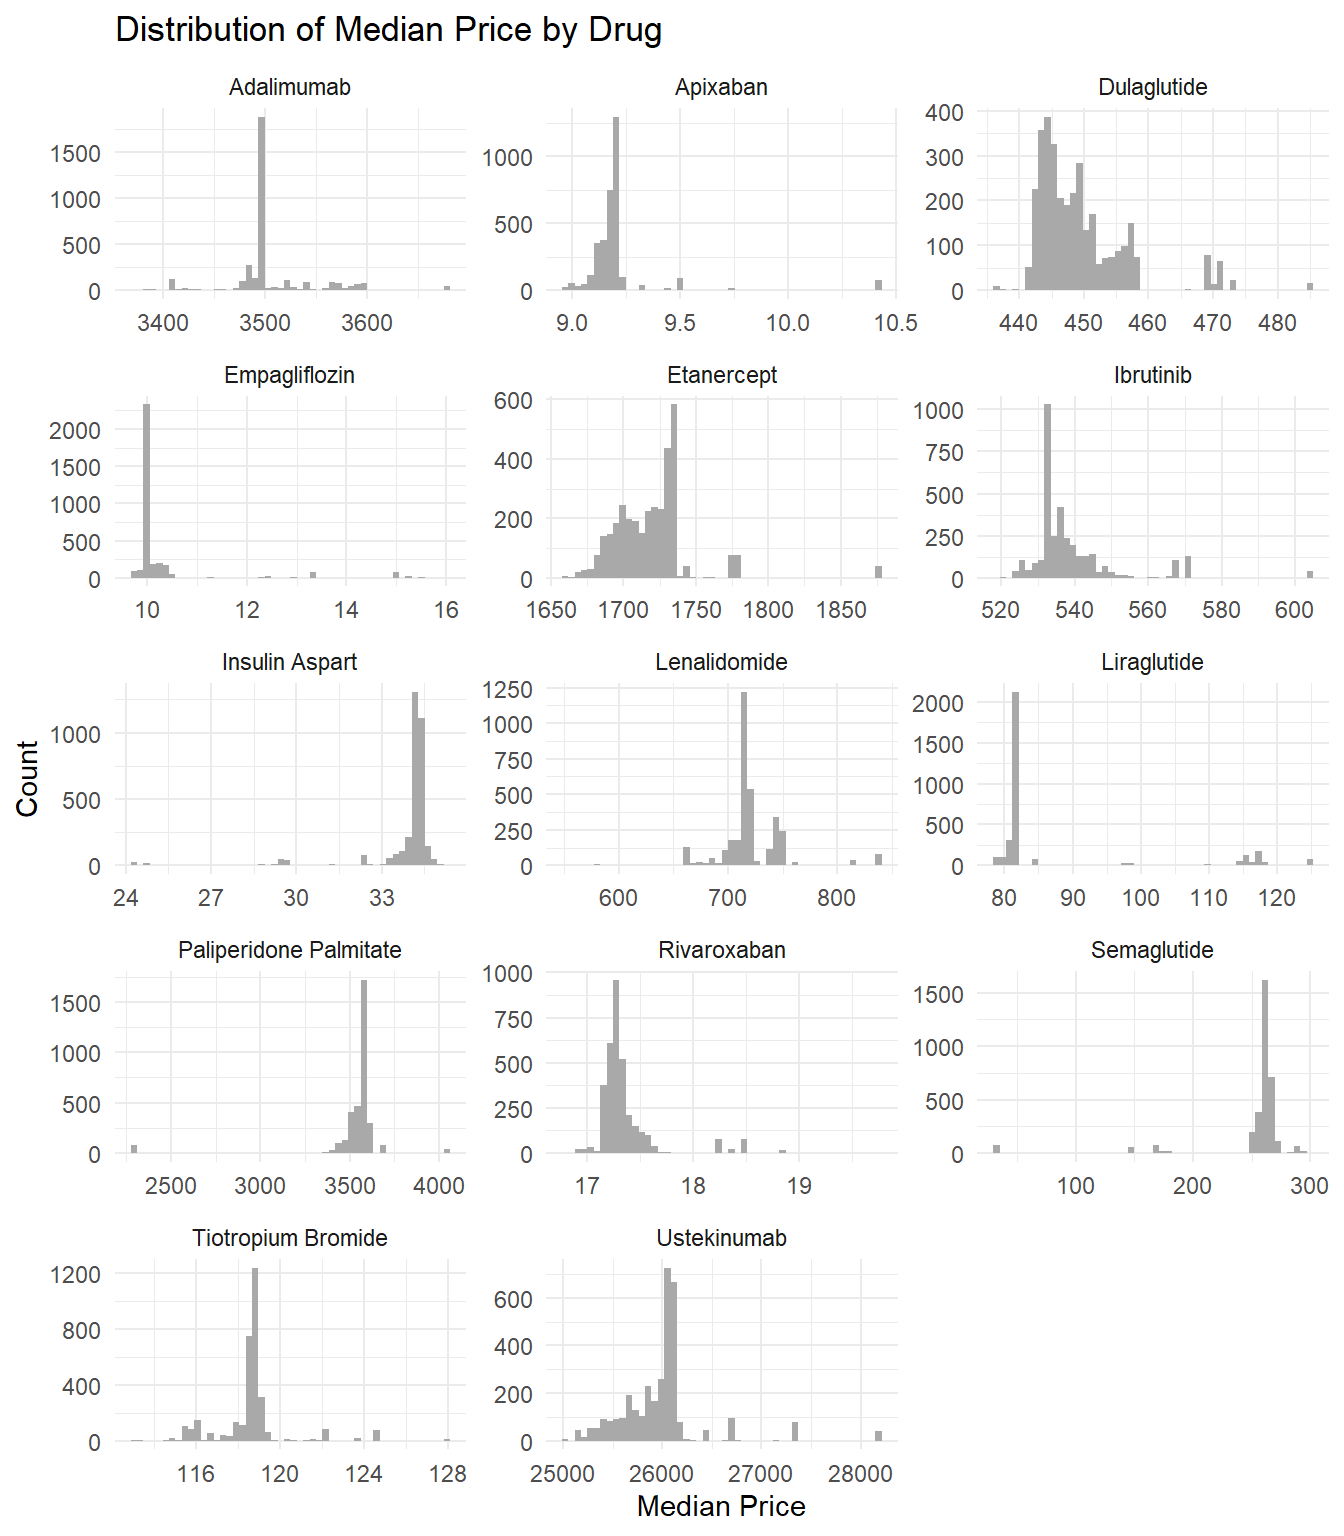 Distribution of Median Price by Drug
Adalimumab
Apixaban
Dulaglutide
1500
1000
500
0
3400 3500 3600
1000
500
0
9.0 9.5 10.0 10.5
400
300
200
100
0
440 450 460 470 480
Empagliflozin
Etanercept
Ibrutinib
2000
1500
1000
500
0
10 12 14 16
600
400
200
0
1650 1700 1750 1800 1850
1000
750
500
250
0
520 540 560 580 600
Insulin Aspart
Lenalidomide
Liraglutide
Count
1000
500
0
24 27 30 33
1250
1000
750
500
250
0
600 700 800
2000
1500
1000
500
0
80 90 100 110 120
Paliperidone Palmitate
Rivaroxaban
Semaglutide
1500
1000
500
0
2500 3000 3500 4000
1000
750
500
250
0
17 18 19
1500
1000
500
0
100 200 300
Tiotropium Bromide
Ustekinumab
1200
800
400
0
116 120 124 128
600
400
200
0
25000 26000 27000 28000
Median Price